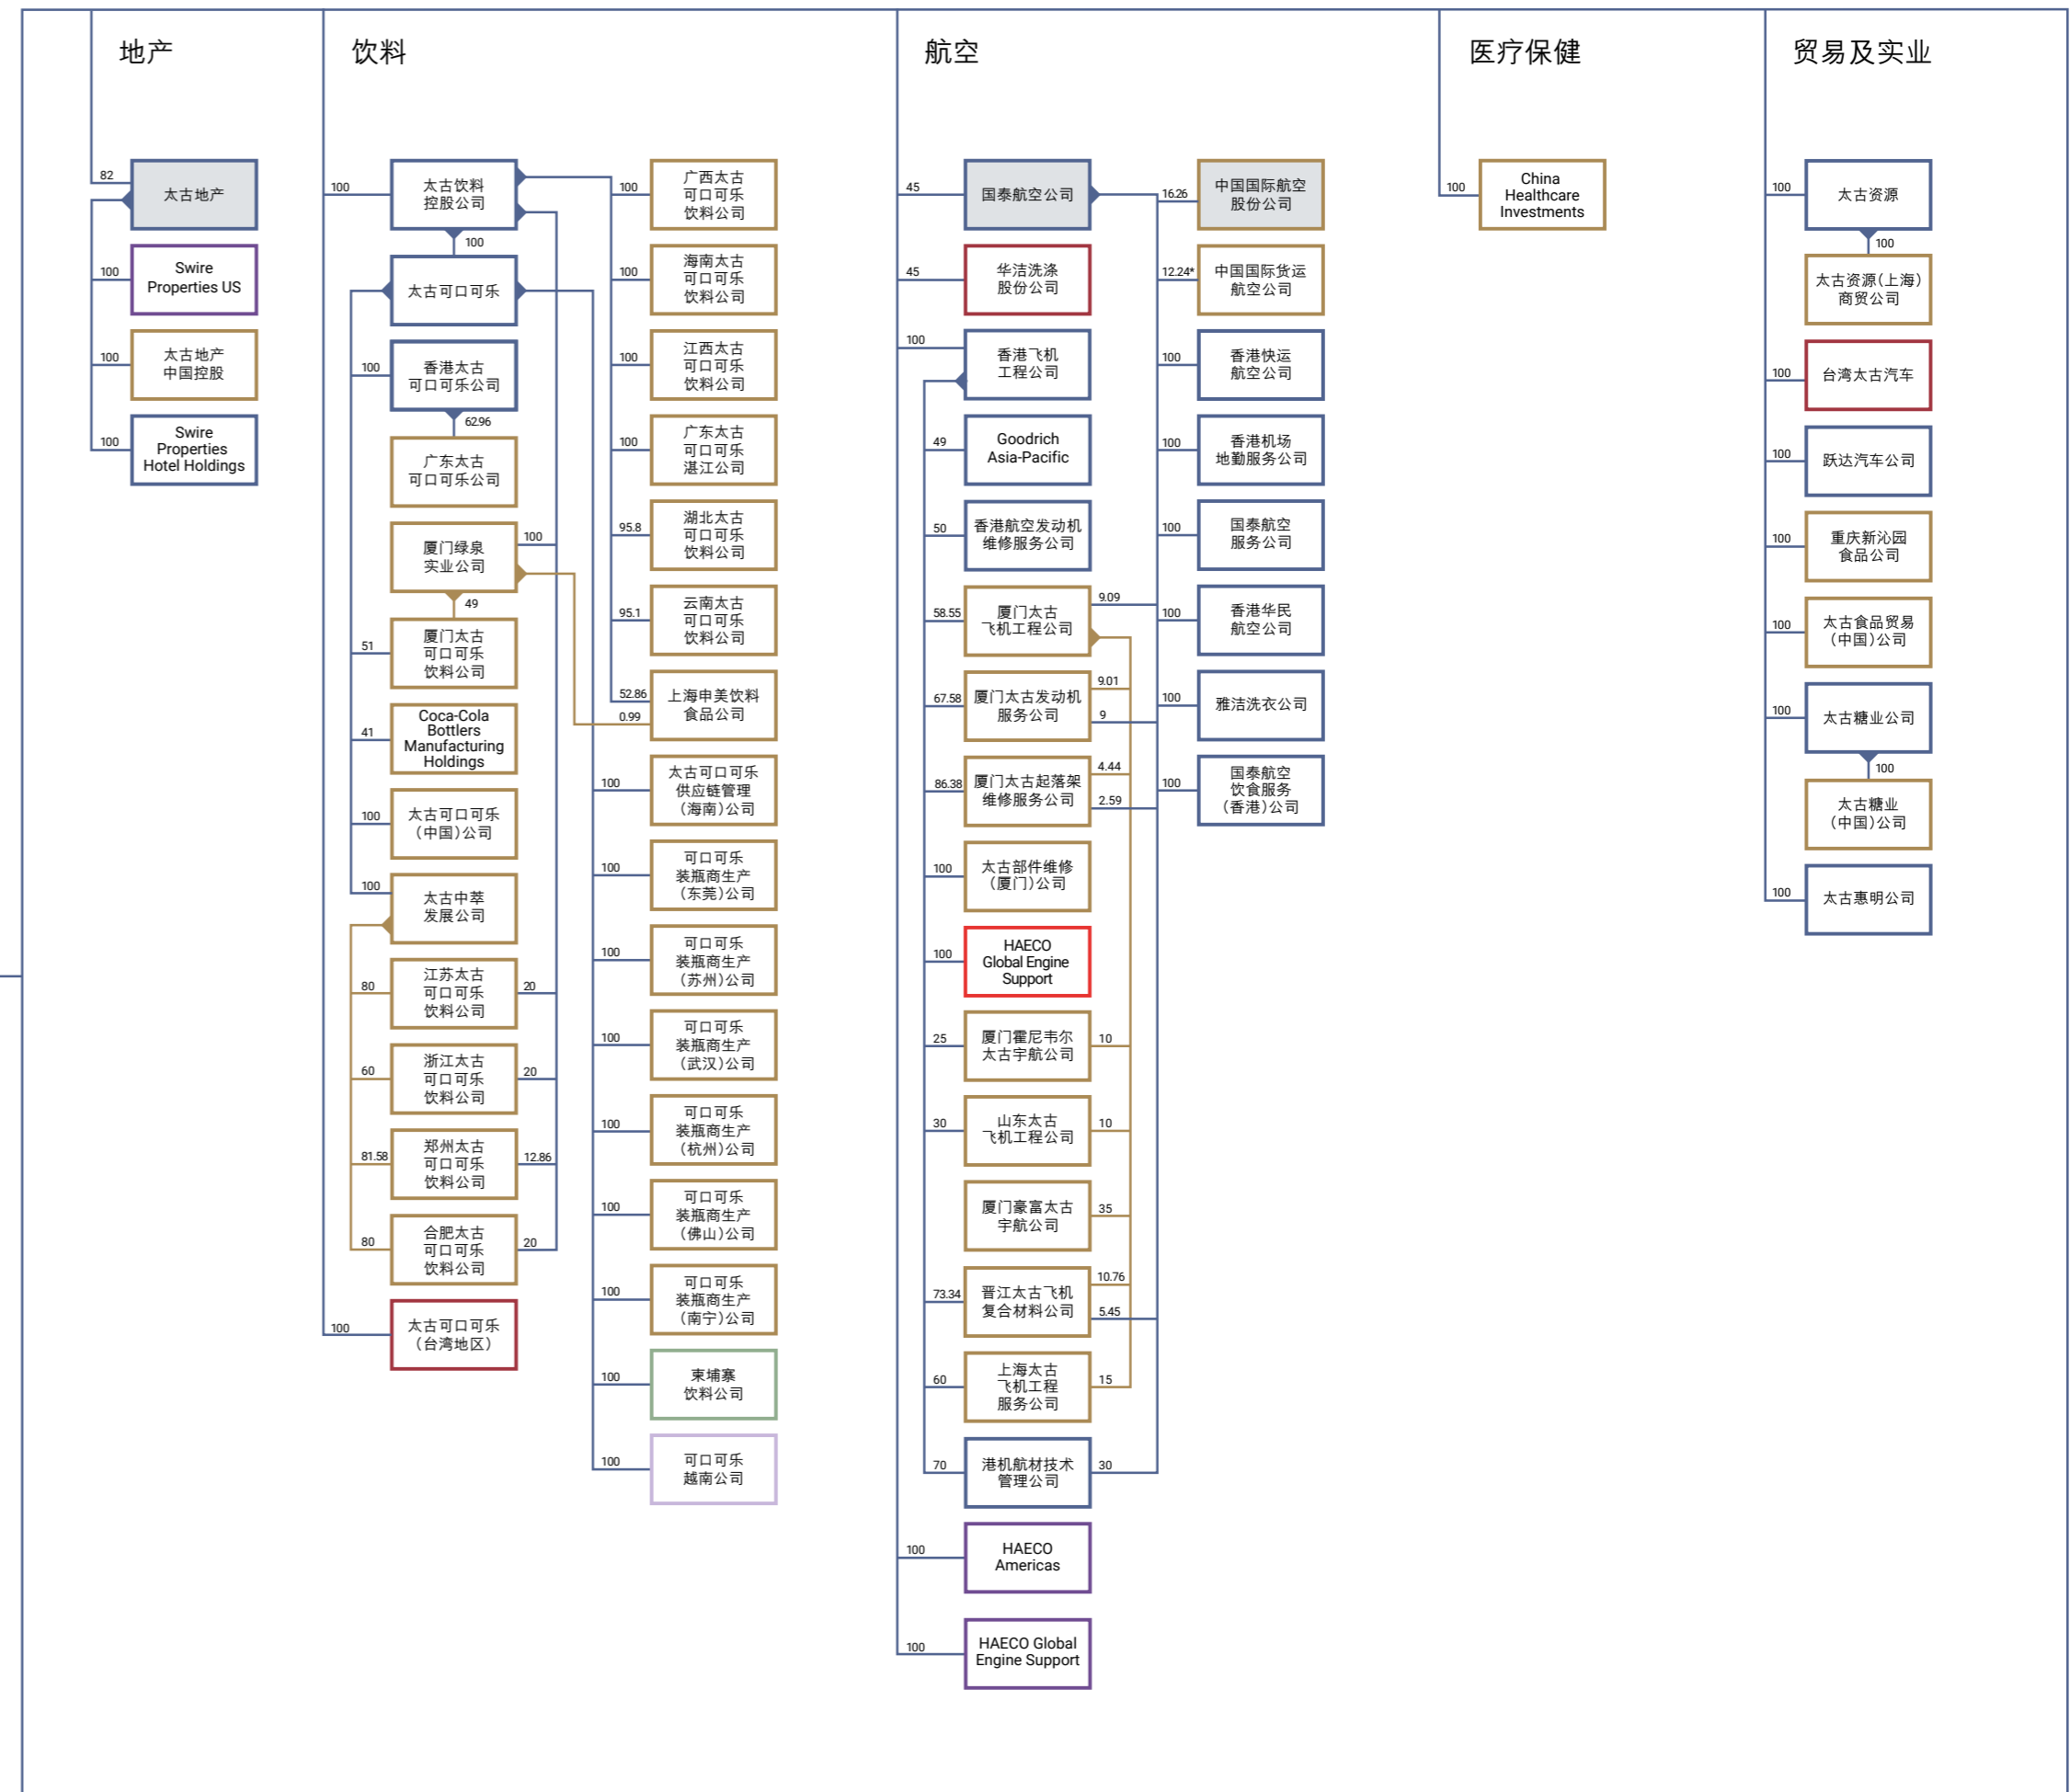 地产
82
太古地产
100
Swire
Properties US
100
太古地产
中国控股
100
Swire
Properties
Hotel Holdings
饮料
100
太古饮料
控股公司
100
太古可口可乐
100
香港太古
可口可乐公司
62.96
广东太古
可口可乐公司
厦门绿泉
实业公司
100
49
51
厦门太古
可口可乐
饮料公司
41
Coca-Cola
Bottlers
Manufacturing
Holdings
100
太古可口可乐
（中国）公司
100
太古中萃
发展公司
80
江苏太古
可口可乐
饮料公司
20
60
浙江太古
可口可乐
饮料公司
20
81.58
郑州太古
可口可乐
饮料公司
12.86
80
合肥太古
可口可乐
饮料公司
20
100
太古可口可乐
（台湾地区）
100
广西太古
可口可乐
饮料公司
100
海南太古
可口可乐
饮料公司
100
江西太古
可口可乐
饮料公司
100
广东太古
可口可乐
湛江公司
95.8
湖北太古
可口可乐
饮料公司
95.1
云南太古
可口可乐
饮料公司
52.86
0.99
上海申美饮料
食品公司
100
太古可口可乐
供应链管理
（海南）公司
100
可口可乐
装瓶商生产
（东莞）公司
100
可口可乐
装瓶商生产
（苏州）公司
100
可口可乐
装瓶商生产
（武汉）公司
100
可口可乐
装瓶商生产
（杭州）公司
100
可口可乐
装瓶商生产
（佛山）公司
100
可口可乐
装瓶商生产
（南宁）公司
100
柬埔寨
饮料公司
100
可口可乐
越南公司
航空
45
国泰航空公司
45
华洁洗涤
股份公司
100
香港飞机
工程公司
49
Goodrich
Asia-Pacific
50
香港航空发动机
维修服务公司
58.55
厦门太古
飞机工程公司
9.09
67.58
厦门太古发动机
服务公司
9.01
9
86.38
厦门太古起落架
维修服务公司
4.44
2.59
100
太古部件维修
（厦门）公司
100
HAECO
Global Engine
Support
25
厦门霍尼韦尔
太古宇航公司
10
30
山东太古
飞机工程公司
10
厦门豪富太古
宇航公司
35
73.34
晋江太古飞机
复合材料公司
10.76
5.45
60
上海太古
飞机工程
服务公司
15
70
港机航材技术
管理公司
30
100
HAECO
Americas
100
HAECO Global
Engine Support
16.26
中国国际航空
股份公司
12.24*
中国国际货运
航空公司
100
香港快运
航空公司
100
香港机场
地勤服务公司
100
国泰航空
服务公司
100
香港华民
航空公司
100
雅洁洗衣公司
100
国泰航空
饮食服务
（香港）公司
医疗保健
100
China
Healthcare
Investments
贸易及实业
100
太古资源
100
太古资源（上海）
商贸公司
100
台湾太古汽车
100
跃达汽车公司
100
重庆新沁园
食品公司
100
太古食品贸易
（中国）公司
100
太古糖业公司
100
太古糖业
（中国）公司
100
太古惠明公司